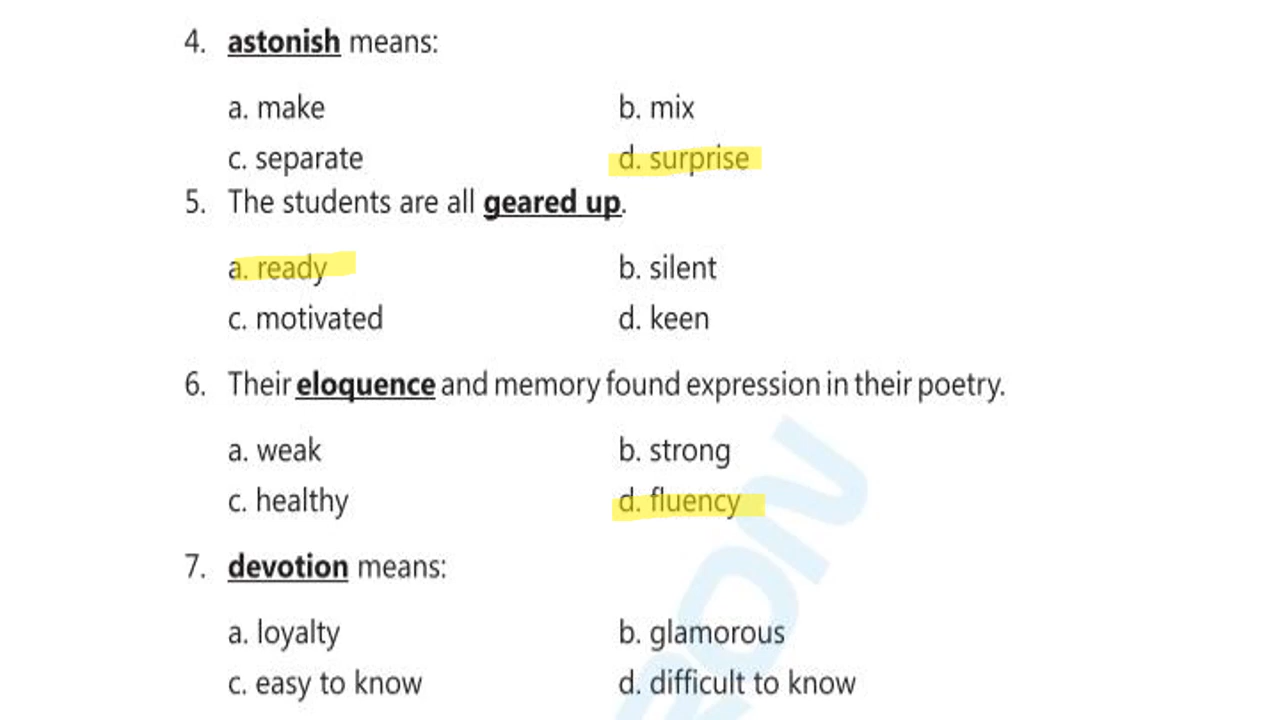 4. astonish means:
a. make b. mix
c. separate d. surprise
5. The students are all geared up.
a. ready b. silent
c. motivated d. keen
6. Their eloquence and memory found expression in their poetry.
a. weak b. strong
c. healthy d. fluency
7. devotion means:
a. loyalty b. glamorous
c. easy to know d. difficult to know